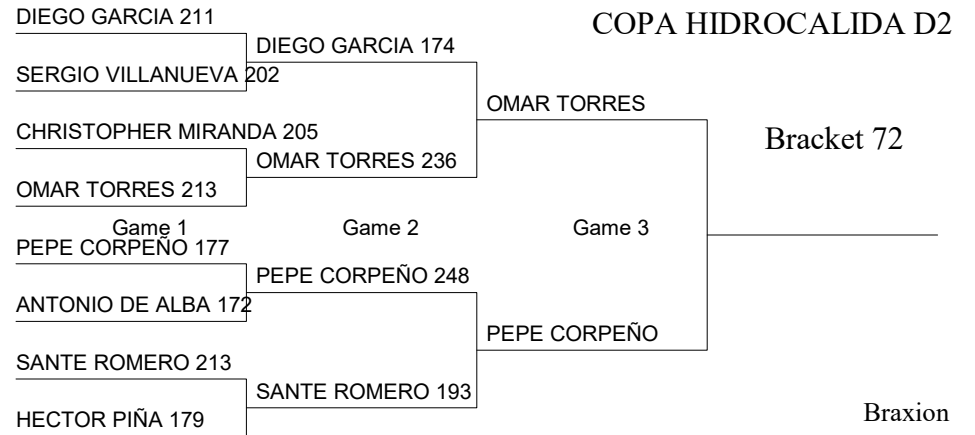 DIEGO GARCIA 211
COPA HIDROCALIDA D2
DIEGO GARCIA 174
SERGIO VILLANUEVA 202
OMAR TORRES
CHRISTOPHER MIRANDA 205
Bracket 72
OMAR TORRES 236
OMAR TORRES 213
Game 1
Game 2
Game 3
PEPE CORPEÑO 177
PEPE CORPEÑO 248
ANTONIO DE ALBA 172
PEPE CORPEÑO
SANTE ROMERO 213
SANTE ROMERO 193
HECTOR PIÑA 179
Braxion